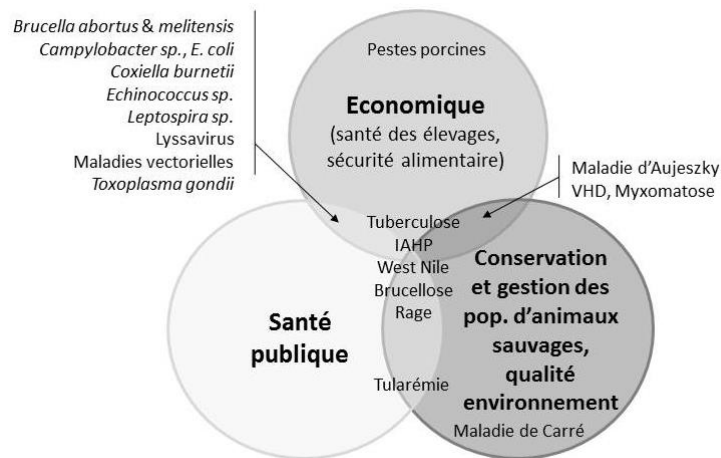 Brucella abortus & melitensis
Campylobacter sp., E. coli
Coxiella burnetii
Echinococcus sp.
Leptospira sp.
Lyssavirus
Maladies vectorielles
Toxoplasma gondii
Pestes porcines
Economique
(santé des élevages,
sécurité alimentaire)
Maladie d'Aujeszky
VHD, Myxomatose
Tuberculose
IAHP
West Nile
Brucellose
Rage
Tularémie
Santé
publique
Conservation
et gestion des
pop. d'animaux
sauvages,
qualité
environnement
Maladie de Carré